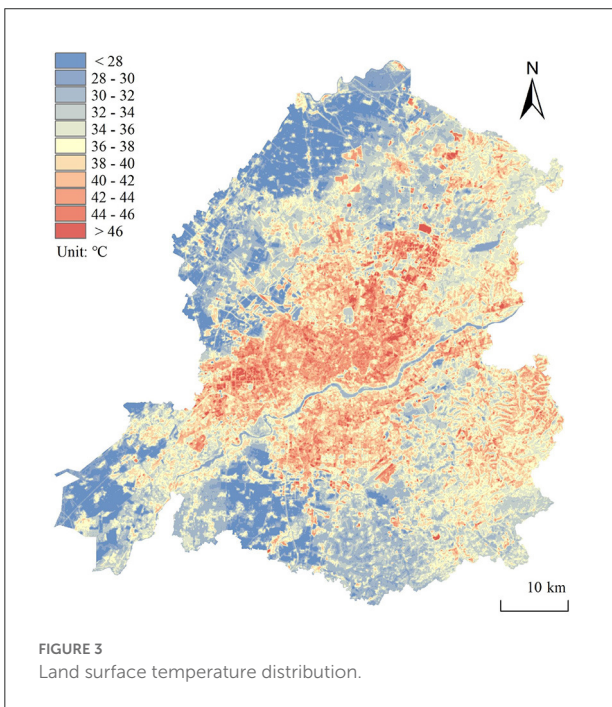 < 28
28 - 30
30 - 32
32 - 34
34 - 36
36 - 38
38 - 40
40 - 42
42 - 44
44 - 46
> 46
Unit: ℃
N
10 km
FIGURE 3
Land surface temperature distribution.